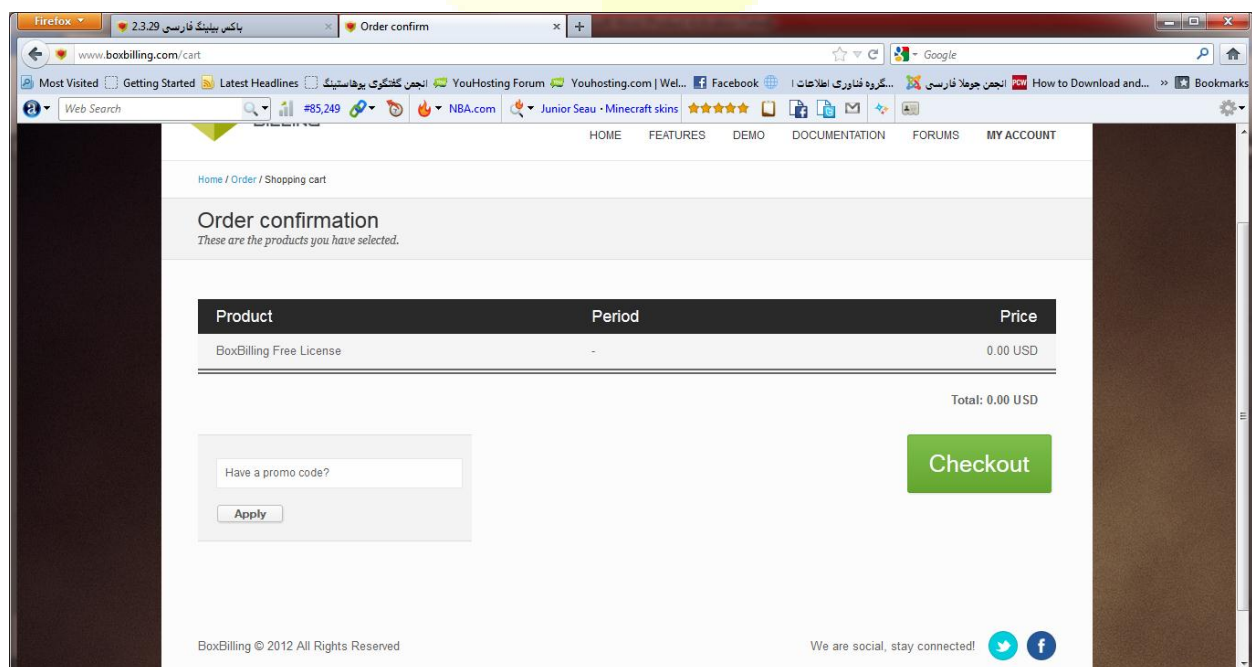 Firefox
باکس بیلینگ فارسی 2.3.29
Order confirm
www.boxbilling.com/cart
Google
Most Visited Getting Started Latest Headlines انجمن گفتگوی یوهاستینگ YouHosting Forum Youhosting.com | Wel... Facebook گروه فناوری اطلاعات ا... انجمن جوملا فارسی How to Download and... » Bookmarks
Web Search #85,249 NBA.com Junior Seau · Minecraft skins
HOME FEATURES DEMO DOCUMENTATION FORUMS MY ACCOUNT
Home / Order / Shopping cart
Order confirmation
These are the products you have selected.
Product Period Price
BoxBilling Free License - 0.00 USD
Total: 0.00 USD
Have a promo code?
Checkout
Apply
BoxBilling © 2012 All Rights Reserved We are social, stay connected!